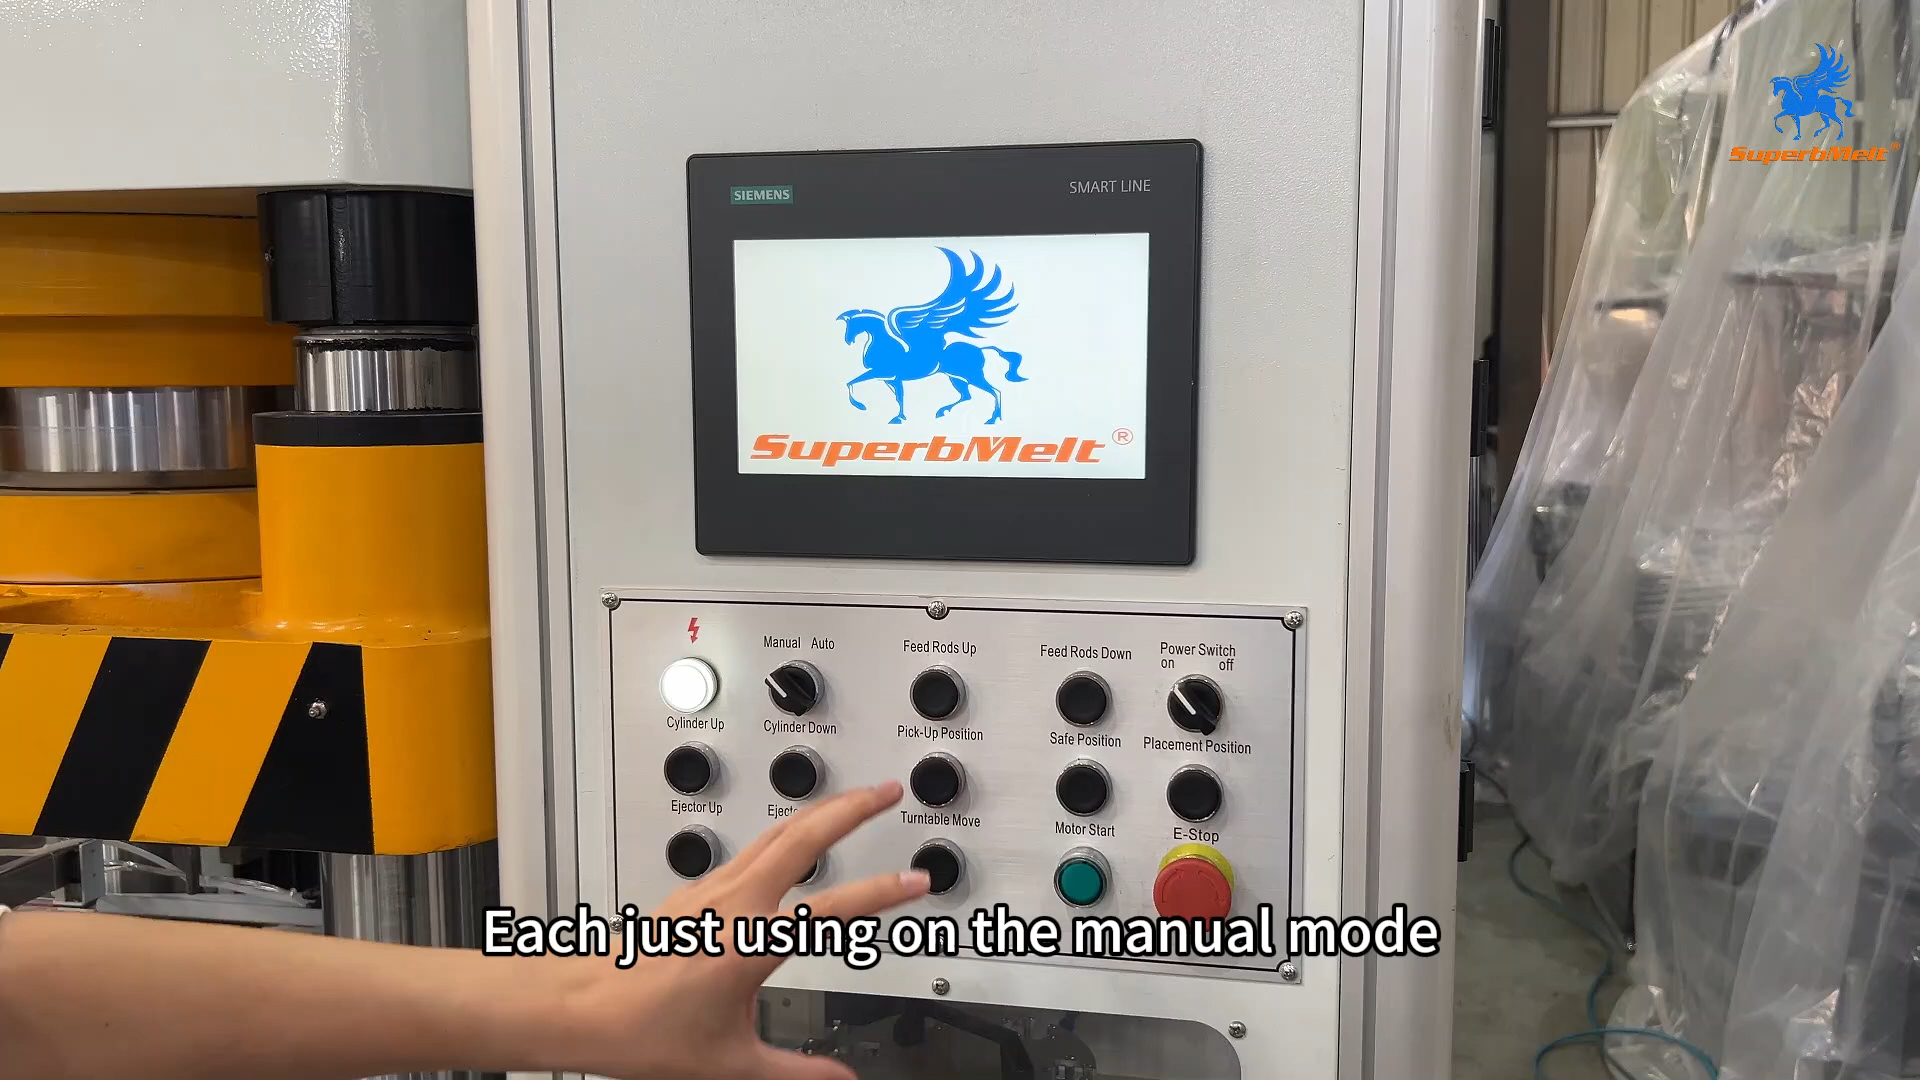 SuperbMelt®
SIEMENS
SMART LINE
SuperbMelt®
Manual Auto
Feed Rods Up
Feed Rods Down
Power Switch
on off
Cylinder Up
Cylinder Down
Pick-Up Position
Safe Position
Placement Position
Ejector Up
Turntable Move
Motor Start
E-Stop
Each just using on the manual mode